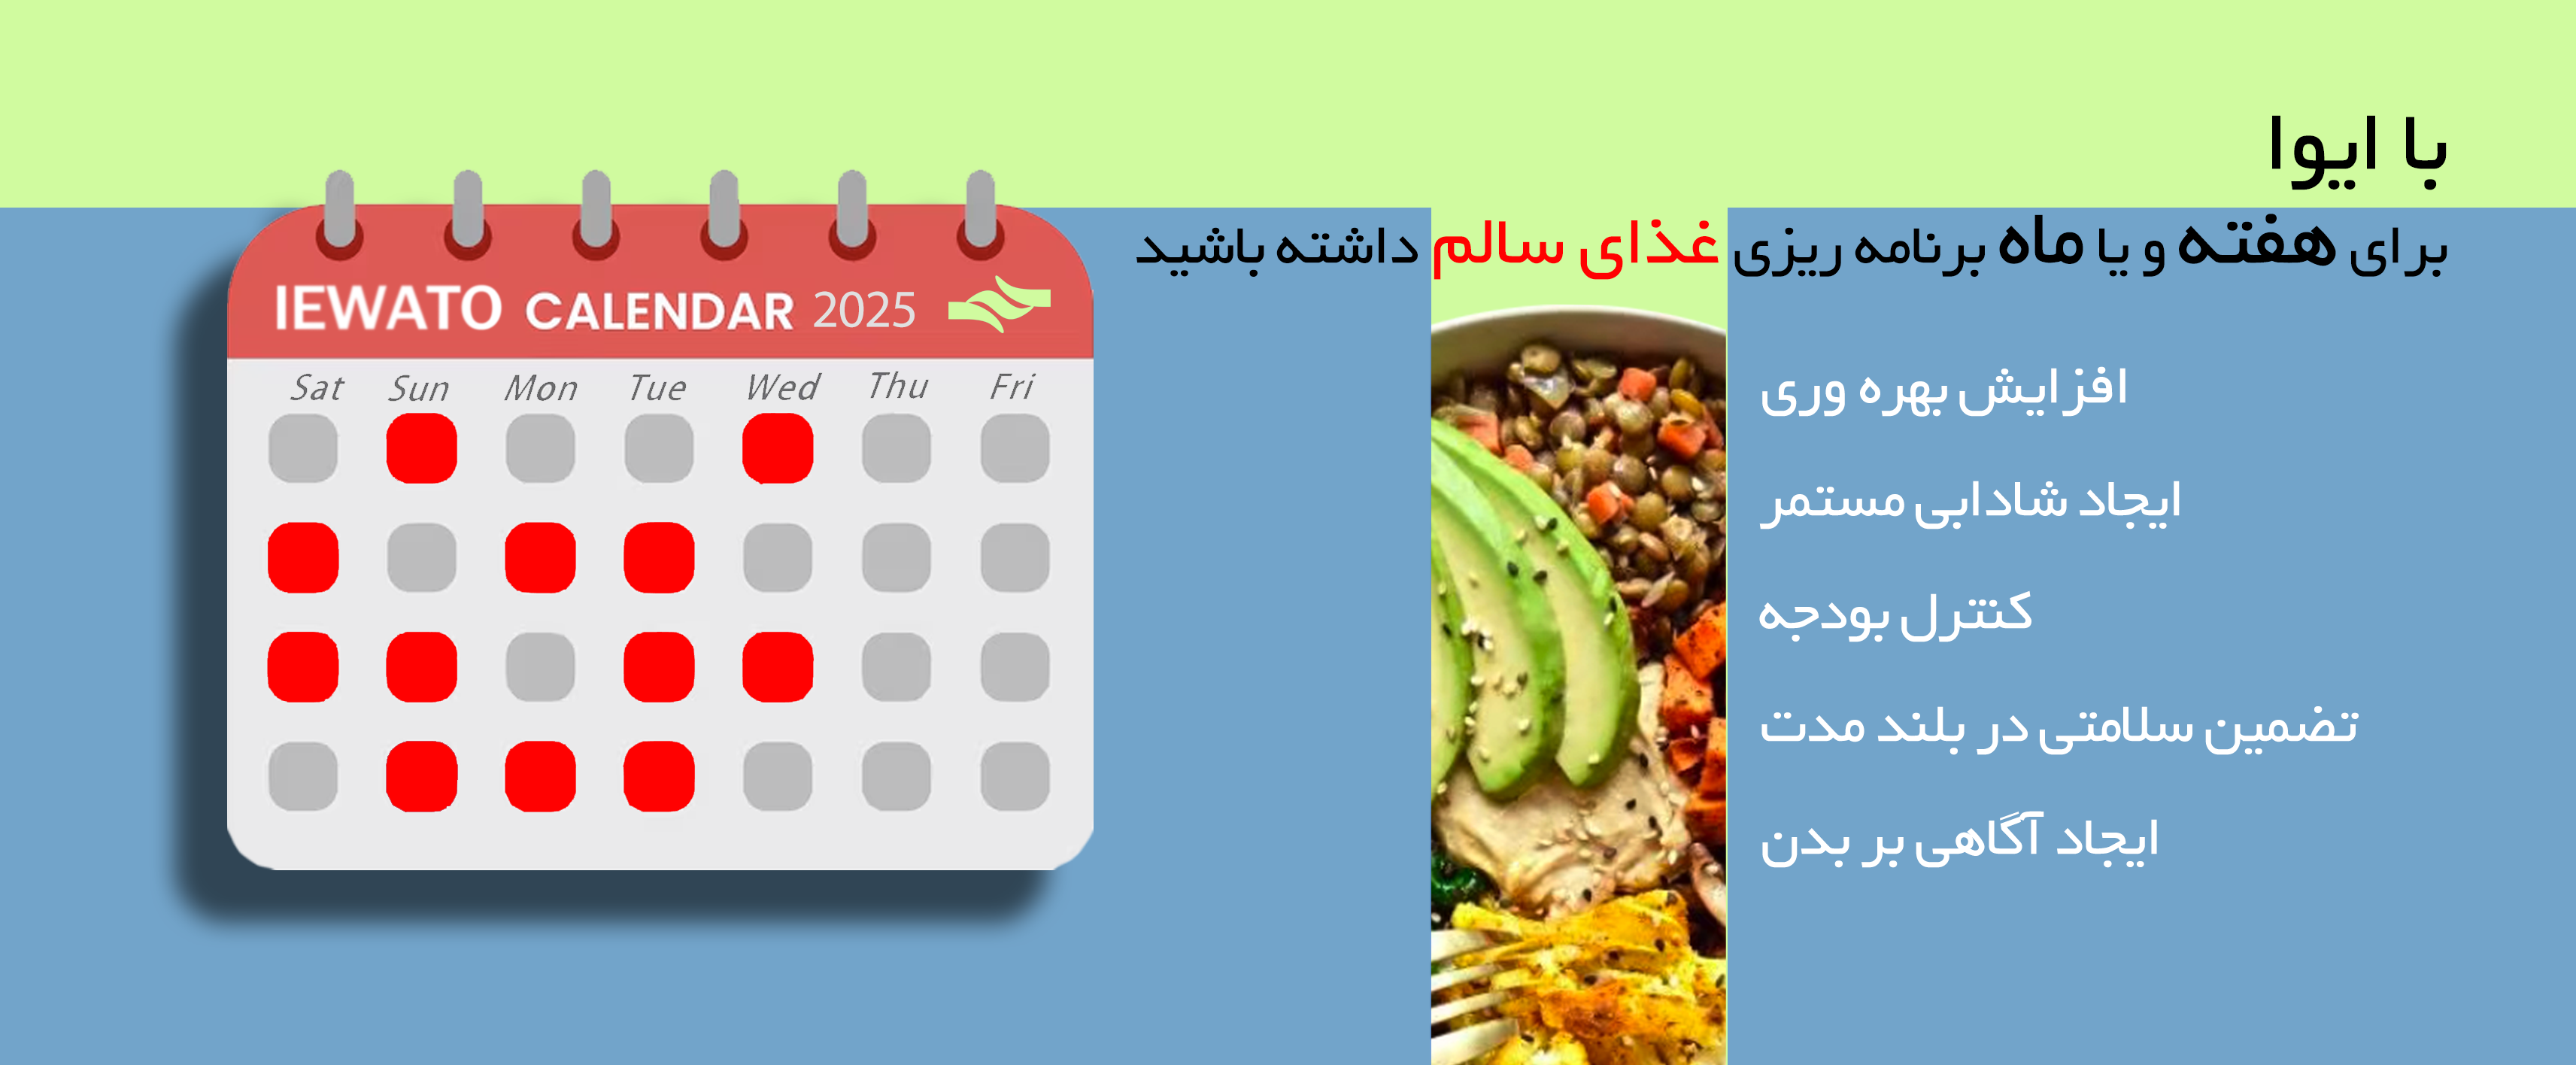 با ایوا
برای هفته و یا ماه برنامه ریزی غذای سالم داشته باشید
افزایش بهره وری
ایجاد شادابی مستمر
کنترل بودجه
تضمین سلامتی در بلند مدت
ایجاد آگاهی بر بدن
IEWATO CALENDAR 2025
Sat Sun Mon Tue Wed Thu Fri